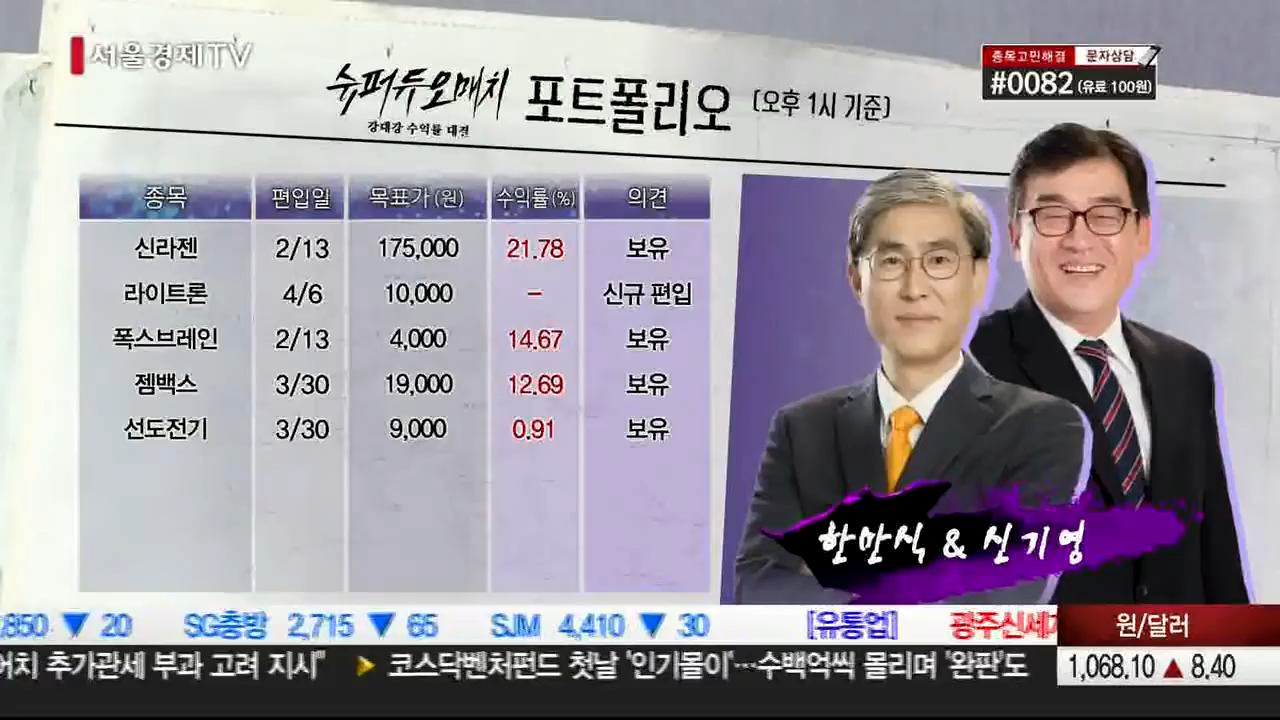 서울경제TV
종목고민해결 문자상담
#0082 (유료 100원)
슈퍼듀오매치 포트폴리오 [오후 1시 기준]
강대강 수익률 대결
종목 편입일 목표가(원) 수익률(%) 의견
신라젠 2/13 175,000 21.78 보유
라이트론 4/6 10,000 - 신규 편입
폭스브레인 2/13 4,000 14.67 보유
젬백스 3/30 19,000 12.69 보유
선도전기 3/30 9,000 0.91 보유
한만식 & 신기영
,850 ▼ 20 SG충방 2,715 ▼ 65 SJM 4,410 ▼ 30 [유통업] 광주신세계
원/달러
어치 추가관세 부과 고려 지시" ▶ 코스닥벤처펀드 첫날 '인기몰이'…수백억씩 몰리며 '완판'도
1,068.10 ▲ 8.40